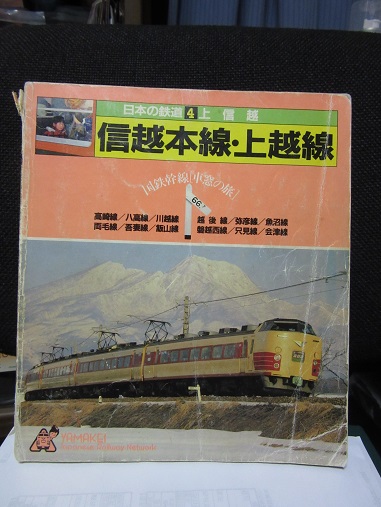 日本の鉄道 4 上信越
信越本線・上越線
国鉄幹線「車窓の旅」
1
66
高崎線／八高線／川越線　越後線／弥彦線／魚沼線
両毛線／吾妻線／飯山線　磐越西線／只見線／会津線
YAMAKEI